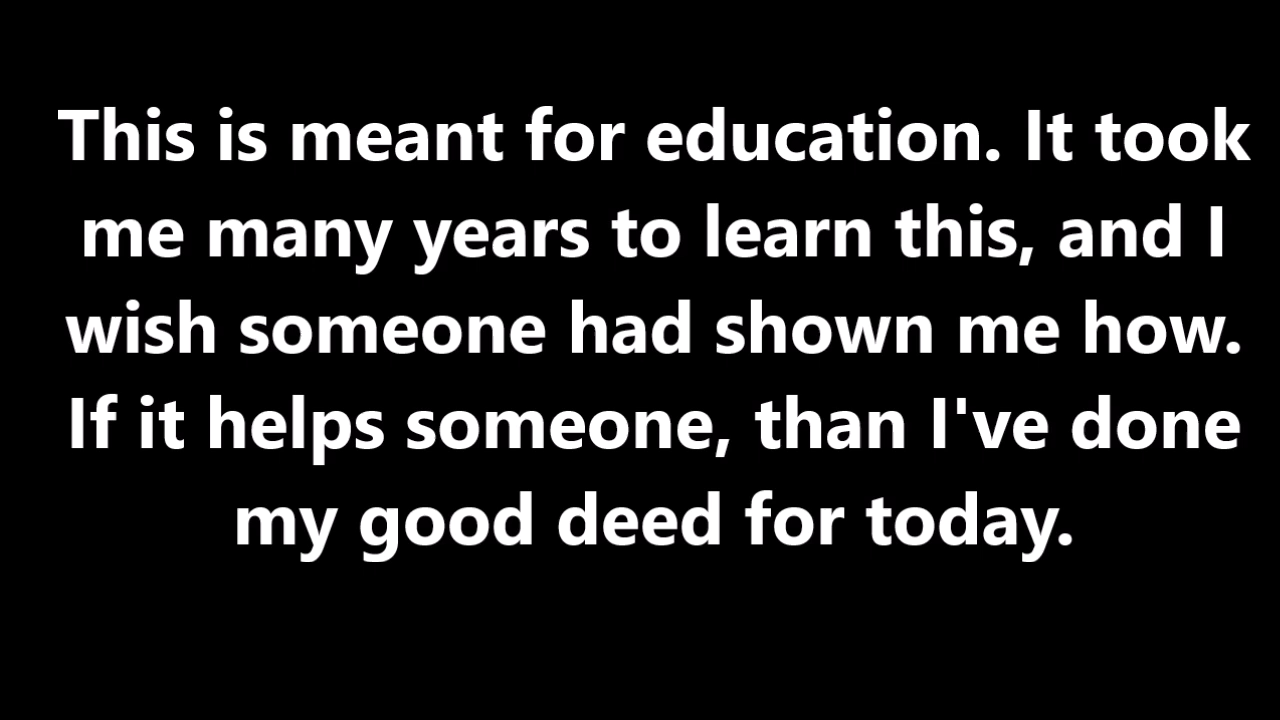 This is meant for education. It took
me many years to learn this, and I
wish someone had shown me how.
If it helps someone, than I've done
my good deed for today.